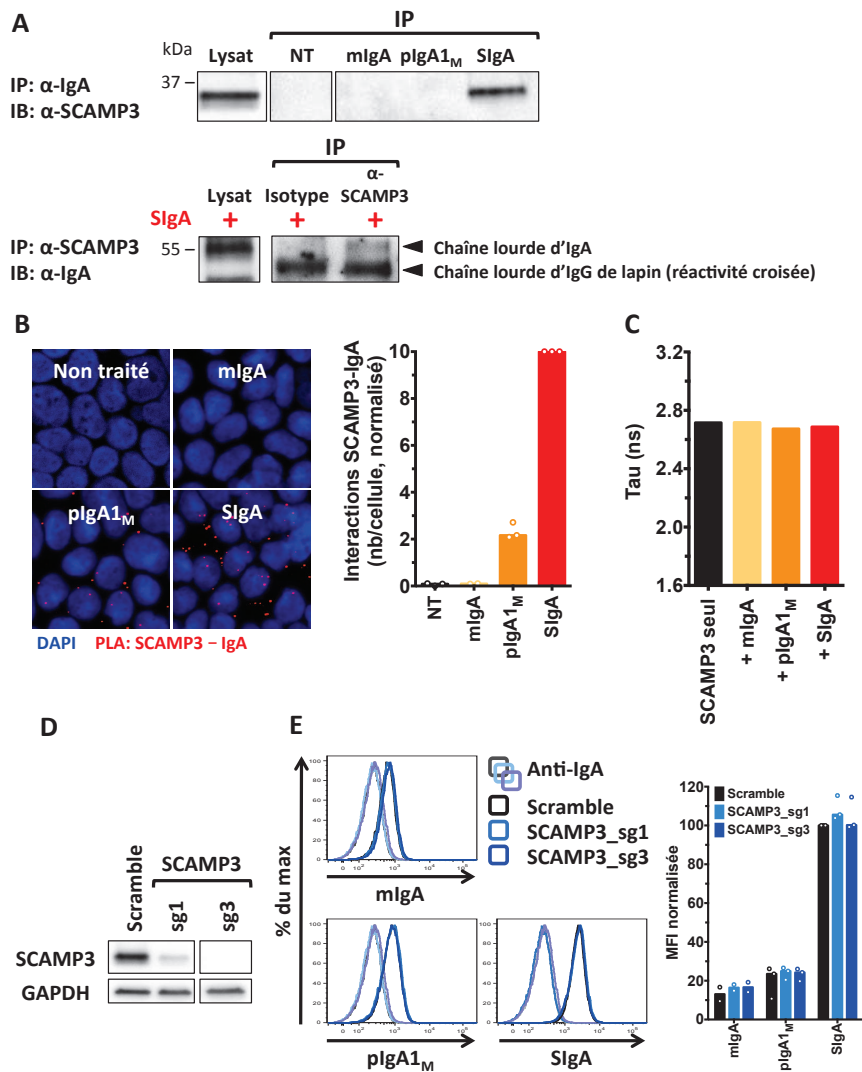 A
IP
kDa
Lysat NT mIgA pIgA1M SIgA
37
IP: α-IgA
IB: α-SCAMP3
IP
Lysat Isotype α-SCAMP3
SIgA + + +
IP: α-SCAMP3
IB: α-IgA
55
Chaîne lourde d'IgA
Chaîne lourde d'IgG de lapin (réactivité croisée)
B
Non traité mIgA
pIgA1M SIgA
DAPI PLA: SCAMP3 – IgA
Interactions SCAMP3-IgA
(nb/cellule, normalisé)
10
8
6
4
2
0
NT
mIgA
pIgA1M
SIgA
C
Tau (ns)
3.2
2.8
2.4
2.0
1.6
SCAMP3 seul
+ mIgA
+ pIgA1M
+ SIgA
D
Scramble
SCAMP3
sg1
sg3
SCAMP3
GAPDH
E
% du max
mIgA
pIgA1M
SIgA
Anti-IgA
Scramble
SCAMP3_sg1
SCAMP3_sg3
MFI normalisée
120
100
80
60
40
20
0
Scramble
SCAMP3_sg1
SCAMP3_sg3
mIgA
pIgA1M
SIgA